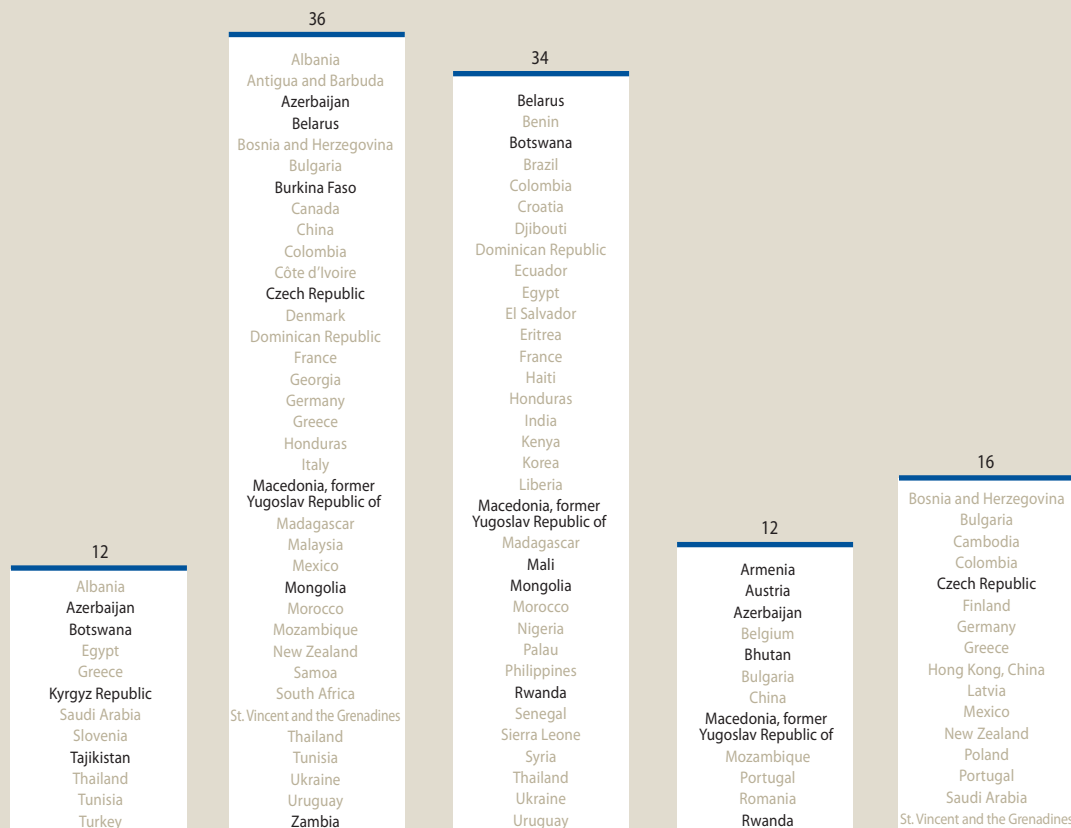 12
Albania
Azerbaijan
Botswana
Egypt
Greece
Kyrgyz Republic
Saudi Arabia
Slovenia
Tajikistan
Thailand
Tunisia
Turkey
36
Albania
Antigua and Barbuda
Azerbaijan
Belarus
Bosnia and Herzegovina
Bulgaria
Burkina Faso
Canada
China
Colombia
Côte d'Ivoire
Czech Republic
Denmark
Dominican Republic
France
Georgia
Germany
Greece
Honduras
Italy
Macedonia, former
Yugoslav Republic of
Madagascar
Malaysia
Mexico
Mongolia
Morocco
Mozambique
New Zealand
Samoa
South Africa
St. Vincent and the Grenadines
Thailand
Tunisia
Ukraine
Uruguay
Zambia
34
Belarus
Benin
Botswana
Brazil
Colombia
Croatia
Djibouti
Dominican Republic
Ecuador
Egypt
El Salvador
Eritrea
France
Haiti
Honduras
India
Kenya
Korea
Liberia
Macedonia, former
Yugoslav Republic of
Madagascar
Mali
Mongolia
Morocco
Nigeria
Palau
Philippines
Rwanda
Senegal
Sierra Leone
Syria
Thailand
Ukraine
Uruguay
12
Armenia
Austria
Azerbaijan
Belgium
Bhutan
Bulgaria
China
Macedonia, former
Yugoslav Republic of
Mozambique
Portugal
Romania
Rwanda
16
Bosnia and Herzegovina
Bulgaria
Cambodia
Colombia
Czech Republic
Finland
Germany
Greece
Hong Kong, China
Latvia
Mexico
New Zealand
Poland
Portugal
Saudi Arabia
St. Vincent and the Grenadines